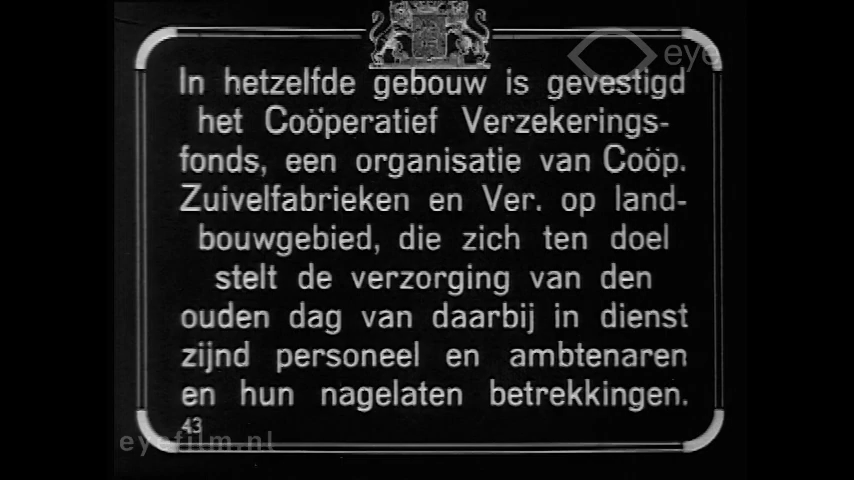 eye
In hetzelfde gebouw is gevestigd
het Coöperatief Verzekerings-
fonds, een organisatie van Coöp.
Zuivelfabrieken en Ver. op land-
bouwgebied, die zich ten doel
stelt de verzorging van den
ouden dag van daarbij in dienst
zijnd personeel en ambtenaren
en hun nagelaten betrekkingen.
43
eyefilm.nl